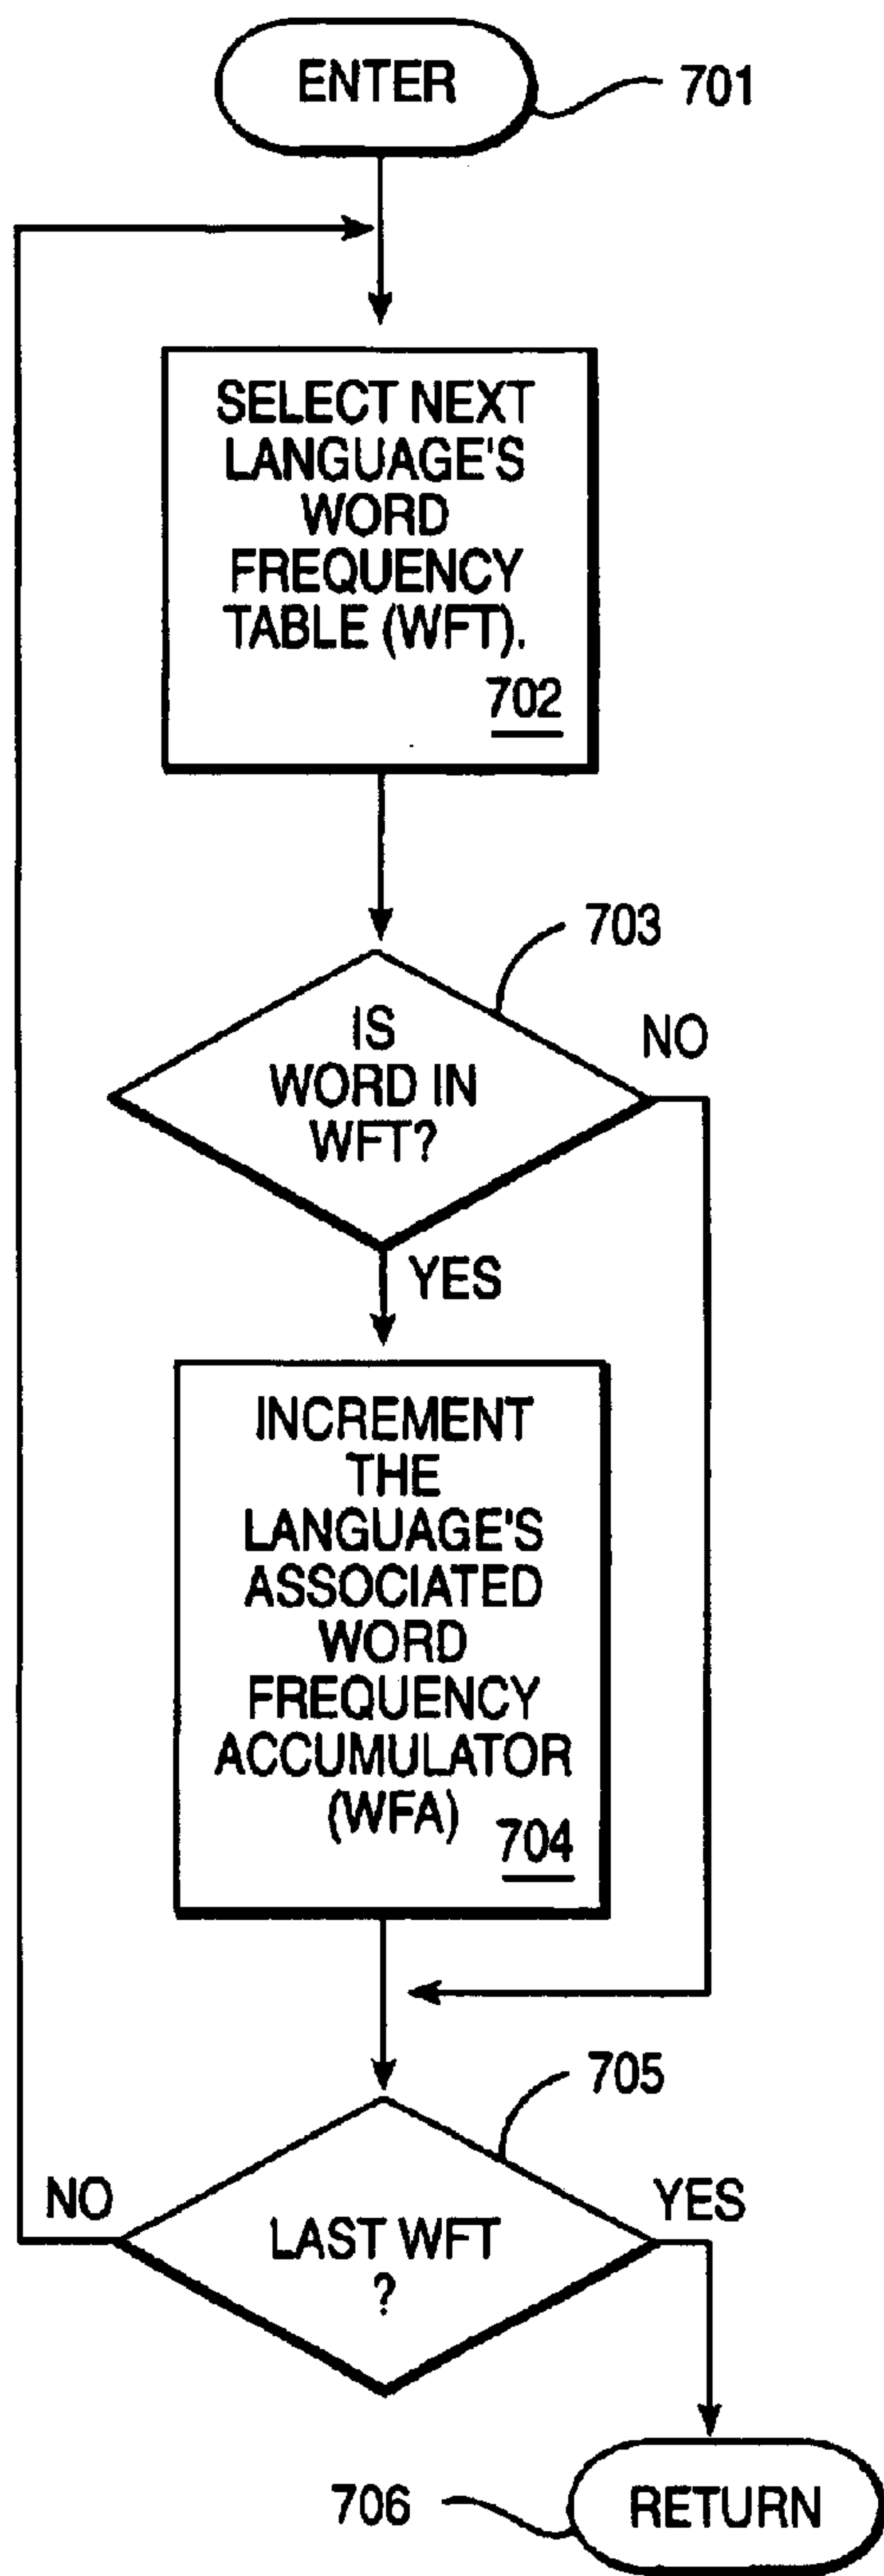 ENTER
701
SELECT NEXT
LANGUAGE'S
WORD
FREQUENCY
TABLE (WFT).
702
703
IS
WORD IN
WFT?
NO
YES
INCREMENT
THE
LANGUAGE'S
ASSOCIATED
WORD
FREQUENCY
ACCUMULATOR
(WFA)
704
705
NO
YES
LAST WFT
?
706
RETURN